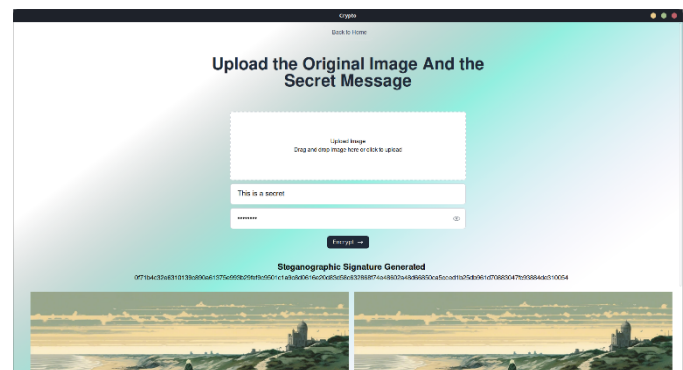 Crypto
Back to Home
Upload the Original Image And the
Secret Message
Upload Image
Drag and drop image here or click to upload
This is a secret
••••••••
Encrypt →
Steganographic Signature Generated